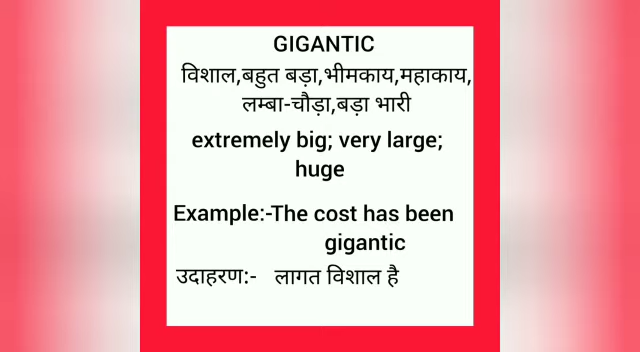 GIGANTIC
विशाल,बहुत बड़ा,भीमकाय,महाकाय,
लम्बा-चौड़ा,बड़ा भारी
extremely big; very large;
huge
Example:-The cost has been
gigantic
उदाहरण:- लागत विशाल है